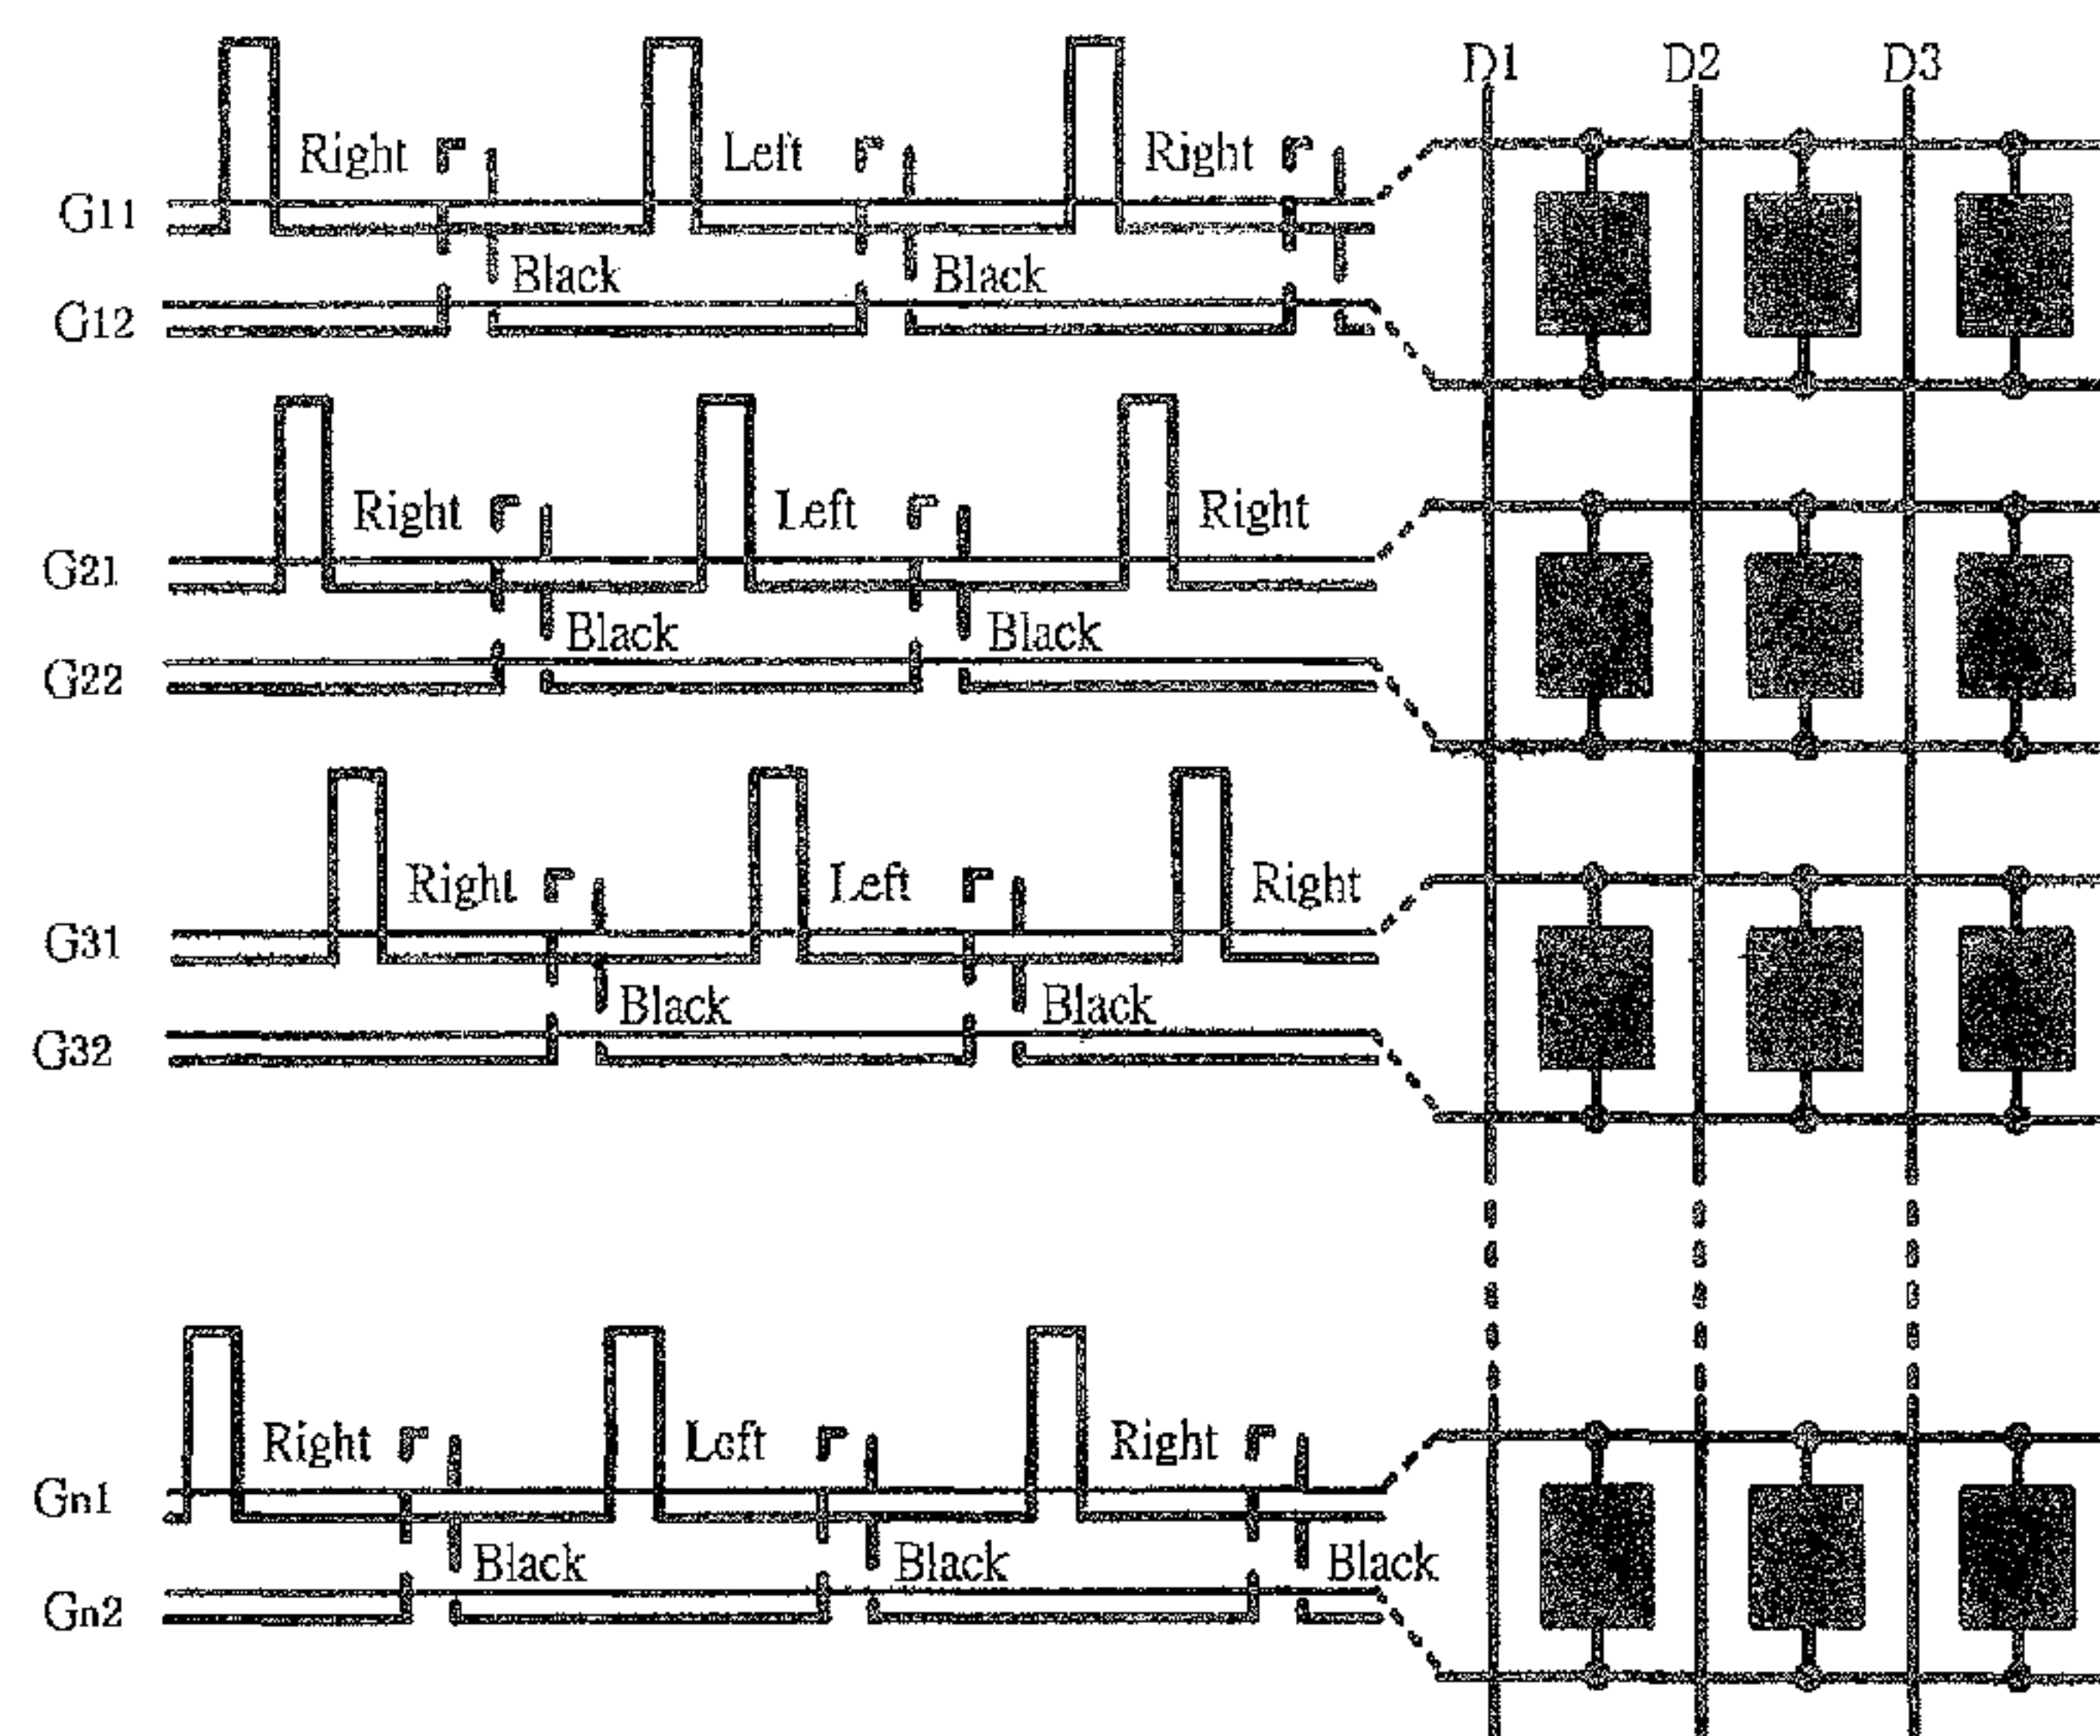 D1 D2 D3
Right Left Right
G11
Black Black
G12
Right Left Right
G21
Black Black
G22
Right Left Right
G31
Black Black
G32
Right Left Right
Gn1
Black Black Black
Gn2